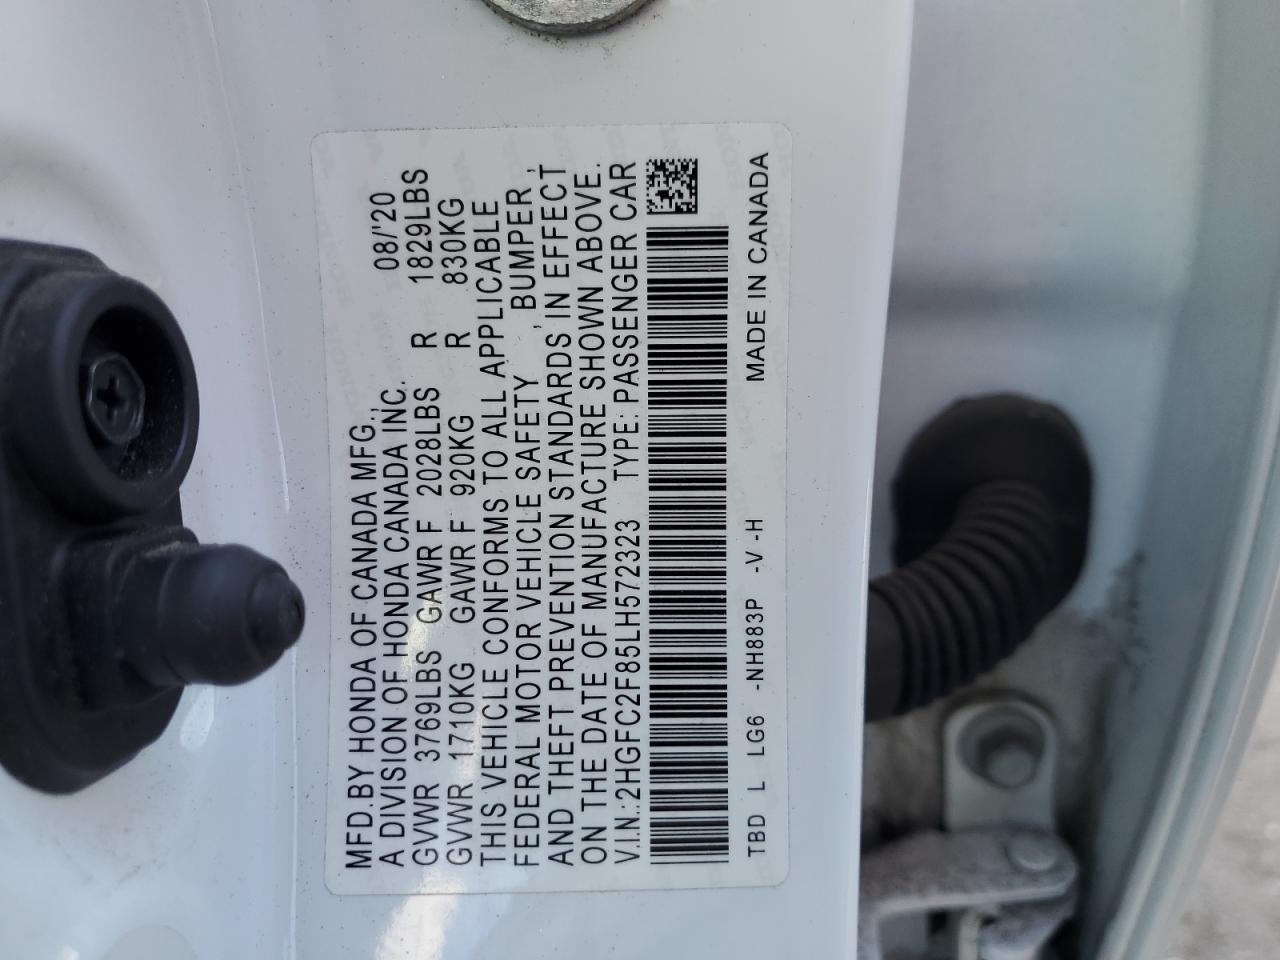 MFD.BY HONDA OF CANADA MFG.,
A DIVISION OF HONDA CANADA INC. 08/'20
GVWR 3769LBS GAWR F 2028LBS R 1829LBS
GVWR 1710KG GAWR F 920KG R 830KG
THIS VEHICLE CONFORMS TO ALL APPLICABLE
FEDERAL MOTOR VEHICLE SAFETY , BUMPER ,
AND THEFT PREVENTION STANDARDS IN EFFECT
ON THE DATE OF MANUFACTURE SHOWN ABOVE.
V.I.N.:2HGFC2F85LH572323 TYPE: PASSENGER CAR
TBD L LG6 -NH883P -V -H MADE IN CANADA